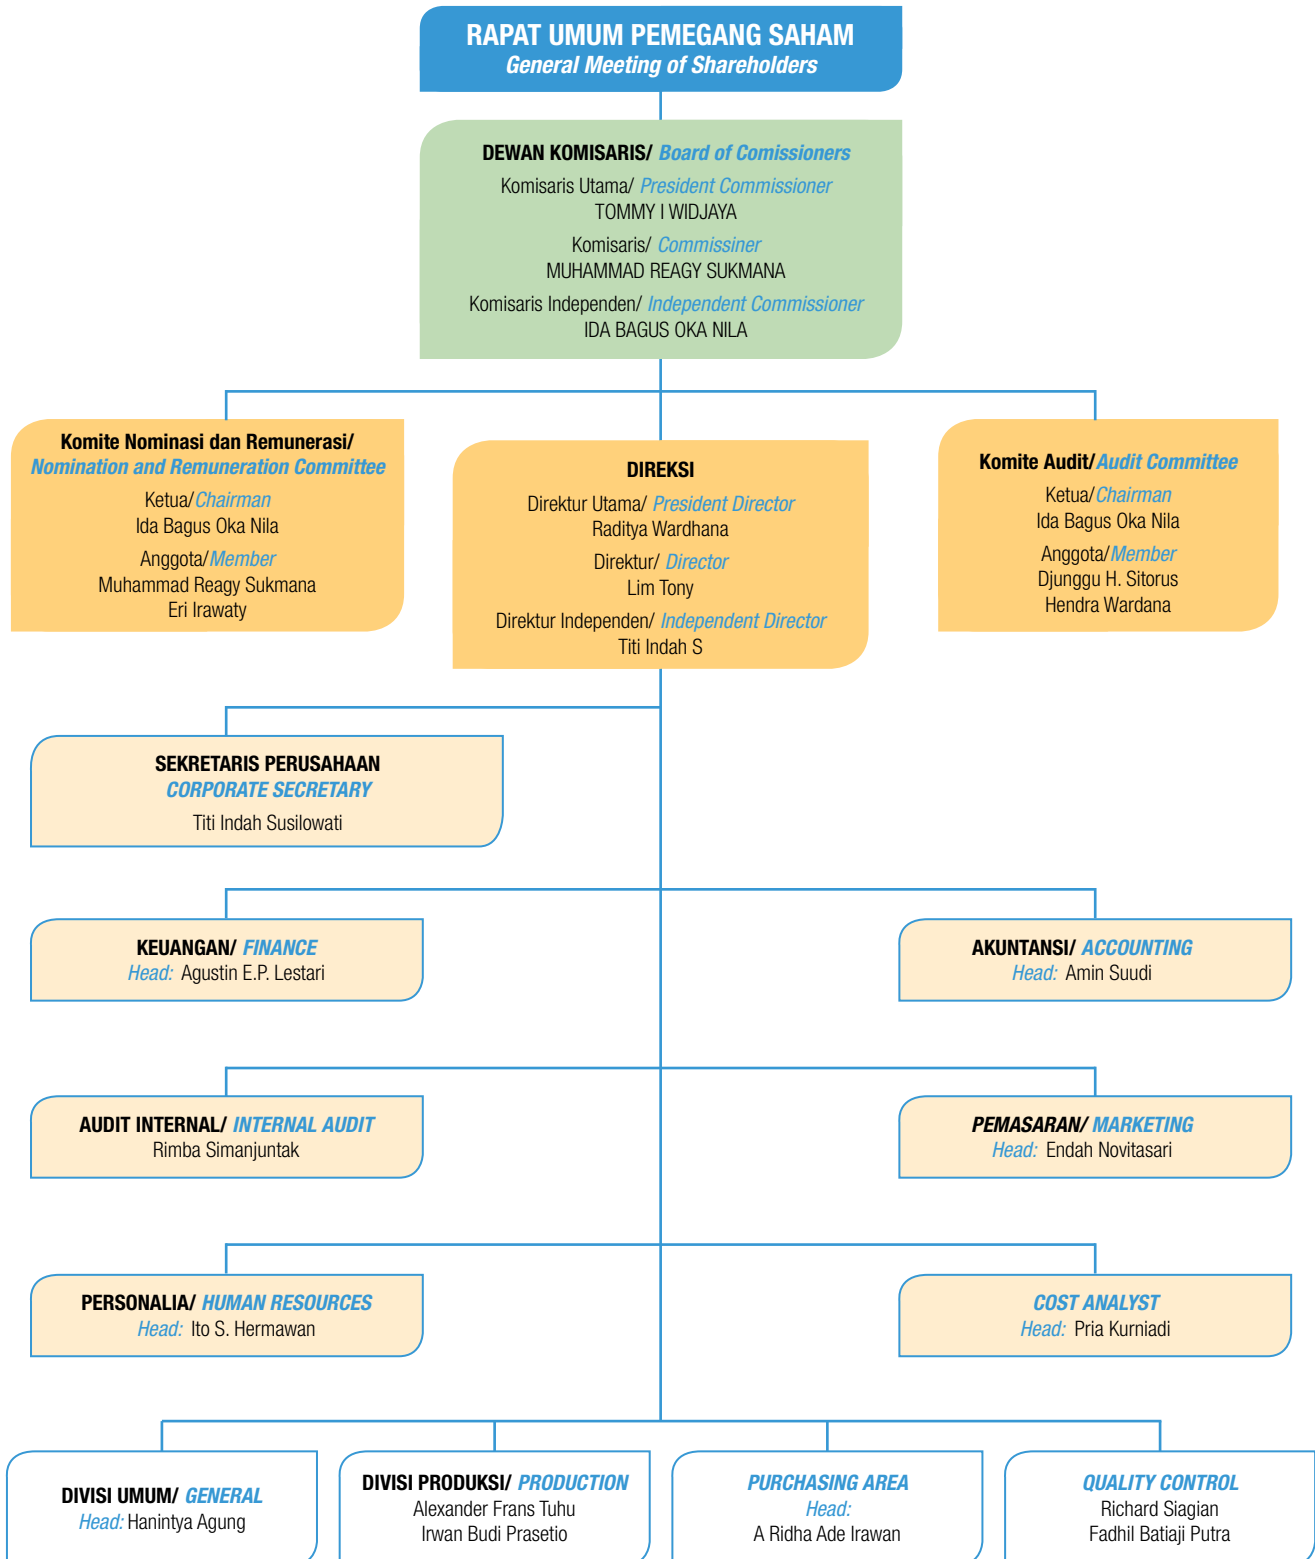 RAPAT UMUM PEMEGANG SAHAM
General Meeting of Shareholders
DEWAN KOMISARIS/ Board of Comissioners
Komisaris Utama/ President Commissioner
TOMMY I WIDJAYA
Komisaris/ Commissiner
MUHAMMAD REAGY SUKMANA
Komisaris Independen/ Independent Commissioner
IDA BAGUS OKA NILA
Komite Nominasi dan Remunerasi/
Nomination and Remuneration Committee
Ketua/Chairman
Ida Bagus Oka Nila
Anggota/Member
Muhammad Reagy Sukmana
Eri Irawaty
DIREKSI
Direktur Utama/ President Director
Raditya Wardhana
Direktur/ Director
Lim Tony
Direktur Independen/ Independent Director
Titi Indah S
Komite Audit/Audit Committee
Ketua/Chairman
Ida Bagus Oka Nila
Anggota/Member
Djunggu H. Sitorus
Hendra Wardana
SEKRETARIS PERUSAHAAN
CORPORATE SECRETARY
Titi Indah Susilowati
KEUANGAN/ FINANCE
Head: Agustin E.P. Lestari
AKUNTANSI/ ACCOUNTING
Head: Amin Suudi
AUDIT INTERNAL/ INTERNAL AUDIT
Rimba Simanjuntak
PEMASARAN/ MARKETING
Head: Endah Novitasari
PERSONALIA/ HUMAN RESOURCES
Head: Ito S. Hermawan
COST ANALYST
Head: Pria Kurniadi
DIVISI UMUM/ GENERAL
Head: Hanintya Agung
DIVISI PRODUKSI/ PRODUCTION
Alexander Frans Tuhu
Irwan Budi Prasetio
PURCHASING AREA
Head:
A Ridha Ade Irawan
QUALITY CONTROL
Richard Siagian
Fadhil Batiaji Putra